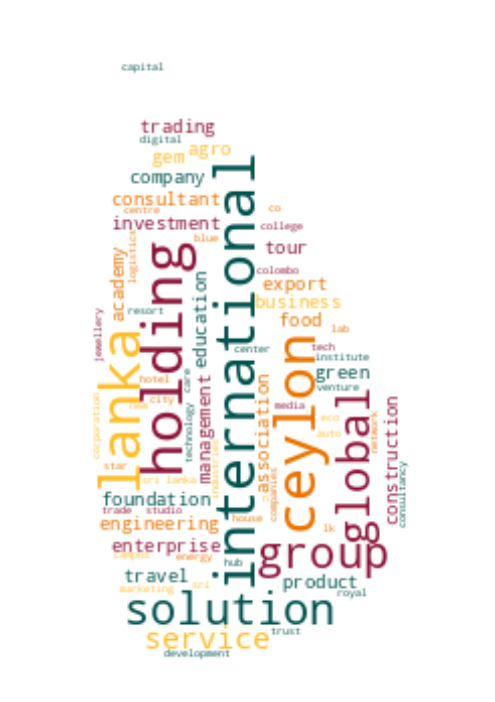 capital
trading
digital
agro
gem
company
consultant
centre
co
investment
college
blue
tour
international
holding
academy
logistics
colombo
export
education
business
resort
food
jewellery
lanka
lab
ceylon
center
tech
institute
green
hotel
care
venture
management
city
new
media
association
global
construction
corporation
technology
eco
auto
network
industries
star
sri lanka
companies
consultancy
foundation
trade
studio
house
engineering
lk
enterprise
group
campus
energy
hub
travel
product
marketing
sri
royal
solution
service
trust
development